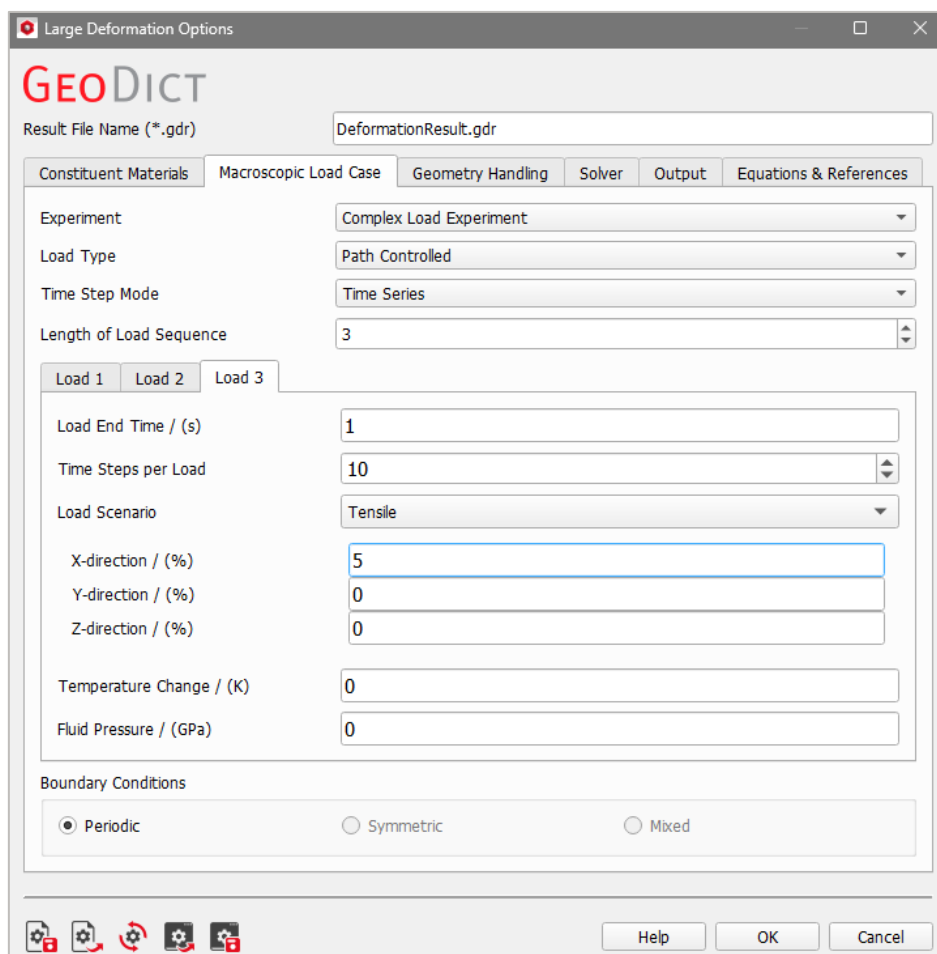 Large Deformation Options
GEODICT
Result File Name (*.gdr) DeformationResult.gdr
Constituent Materials Macroscopic Load Case Geometry Handling Solver Output Equations & References
Experiment Complex Load Experiment
Load Type Path Controlled
Time Step Mode Time Series
Length of Load Sequence 3
Load 1 Load 2 Load 3
Load End Time / (s) 1
Time Steps per Load 10
Load Scenario Tensile
X-direction / (%) 5
Y-direction / (%) 0
Z-direction / (%) 0
Temperature Change / (K) 0
Fluid Pressure / (GPa) 0
Boundary Conditions
Periodic Symmetric Mixed
Help OK Cancel